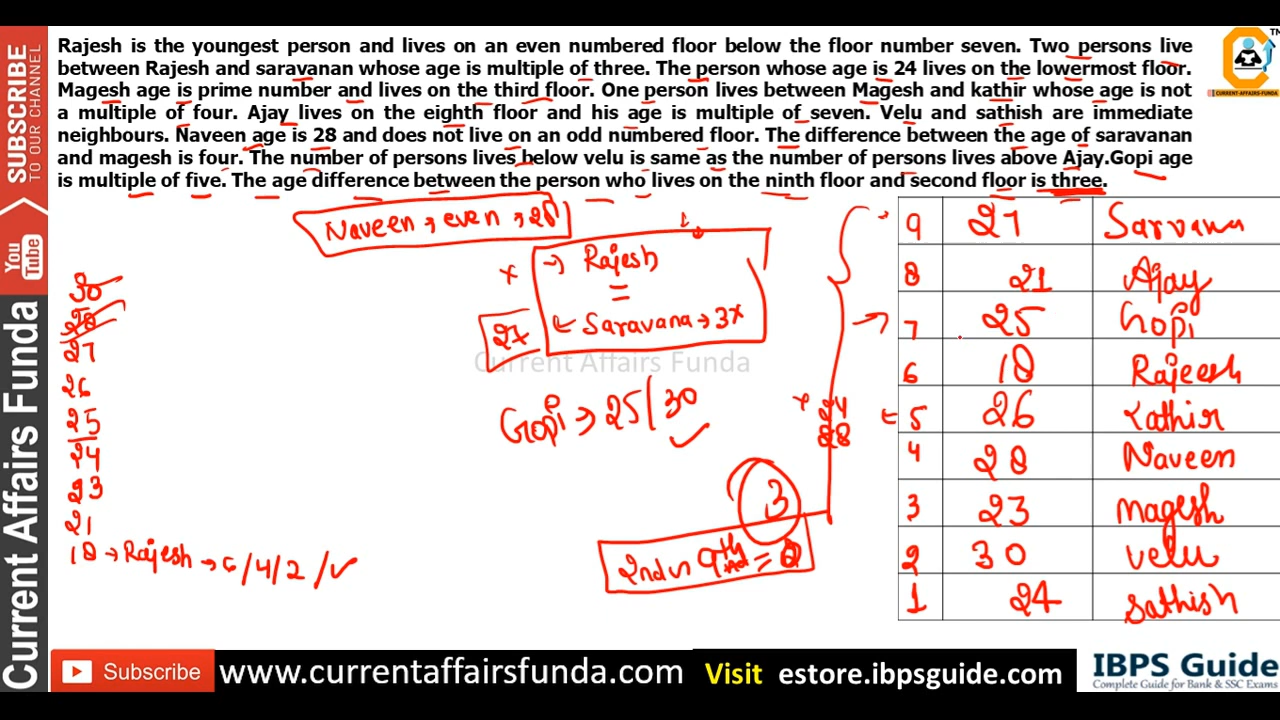 SUBSCRIBE
TO OUR CHANNEL
You Tube
Current Affairs Funda
Rajesh is the youngest person and lives on an even numbered floor below the floor number seven. Two persons live
between Rajesh and saravanan whose age is multiple of three. The person whose age is 24 lives on the lowermost floor.
Magesh age is prime number and lives on the third floor. One person lives between Magesh and kathir whose age is not
a multiple of four. Ajay lives on the eighth floor and his age is multiple of seven. Velu and sathish are immediate
neighbours. Naveen age is 28 and does not live on an odd numbered floor. The difference between the age of saravanan
and magesh is four. The number of persons lives below velu is same as the number of persons lives above Ajay.Gopi age
is multiple of five. The age difference between the person who lives on the ninth floor and second floor is three.
TM
CURRENT-AFFAIRS-FUNDA
Naveen → even → 28
x → Rajesh
=
27 ← Saravana → 3x
Current Affairs Funda
Gopi ⇒ 25/30
30
28
27
26
25
24
23
21
18 → Rajesh → 6/4/2/
24
28
3
2nd n 9th =
9 27 Sarvana
8 21 Ajay
7 25 Gopi
6 18 Rajeesh
5 26 Kathir
4 28 Naveen
3 23 Magesh
2 30 Velu
1 24 Sathish
Subscribe www.currentaffairsfunda.com Visit estore.ibpsguide.com
IBPS Guide
Complete Guide for Bank & SSC Exams